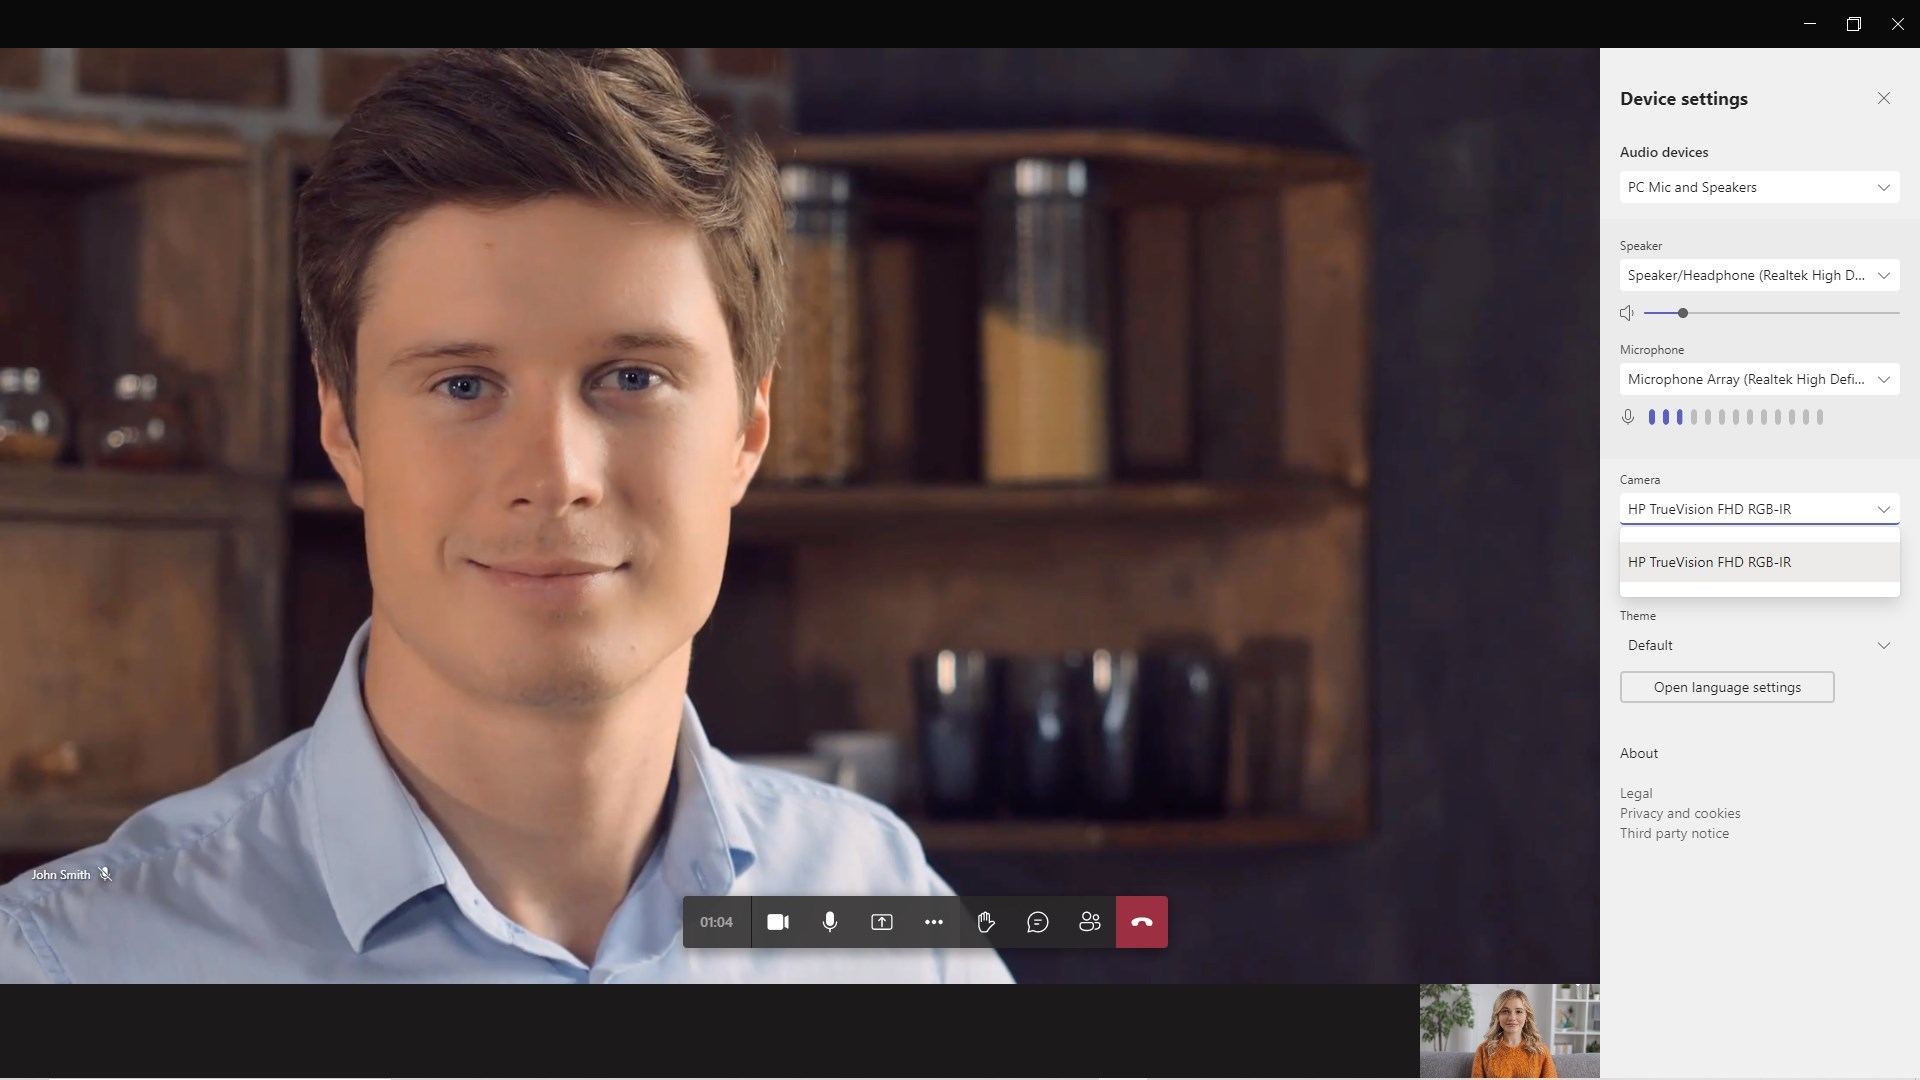 Device settings
Audio devices
PC Mic and Speakers
Speaker
Speaker/Headphone (Realtek High D...
Microphone
Microphone Array (Realtek High Defi...
Camera
HP TrueVision FHD RGB-IR
HP TrueVision FHD RGB-IR
Theme
Default
Open language settings
About
Legal
Privacy and cookies
Third party notice
John Smith
01:04